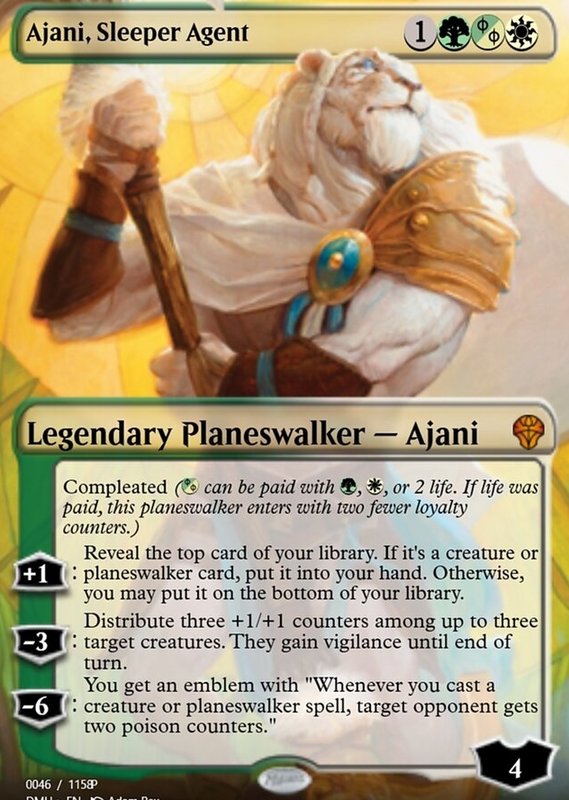 Ajani, Sleeper Agent 1
Legendary Planeswalker — Ajani
Compleated ( can be paid with , , or 2 life. If life was
paid, this planeswalker enters with two fewer loyalty
counters.)
Reveal the top card of your library. If it's a creature or
+1 : planeswalker card, put it into your hand. Otherwise,
you may put it on the bottom of your library.
Distribute three +1/+1 counters among up to three
-3 : target creatures. They gain vigilance until end of
turn.
You get an emblem with "Whenever you cast a
-6 : creature or planeswalker spell, target opponent gets
two poison counters."
4
0046 / 1158P